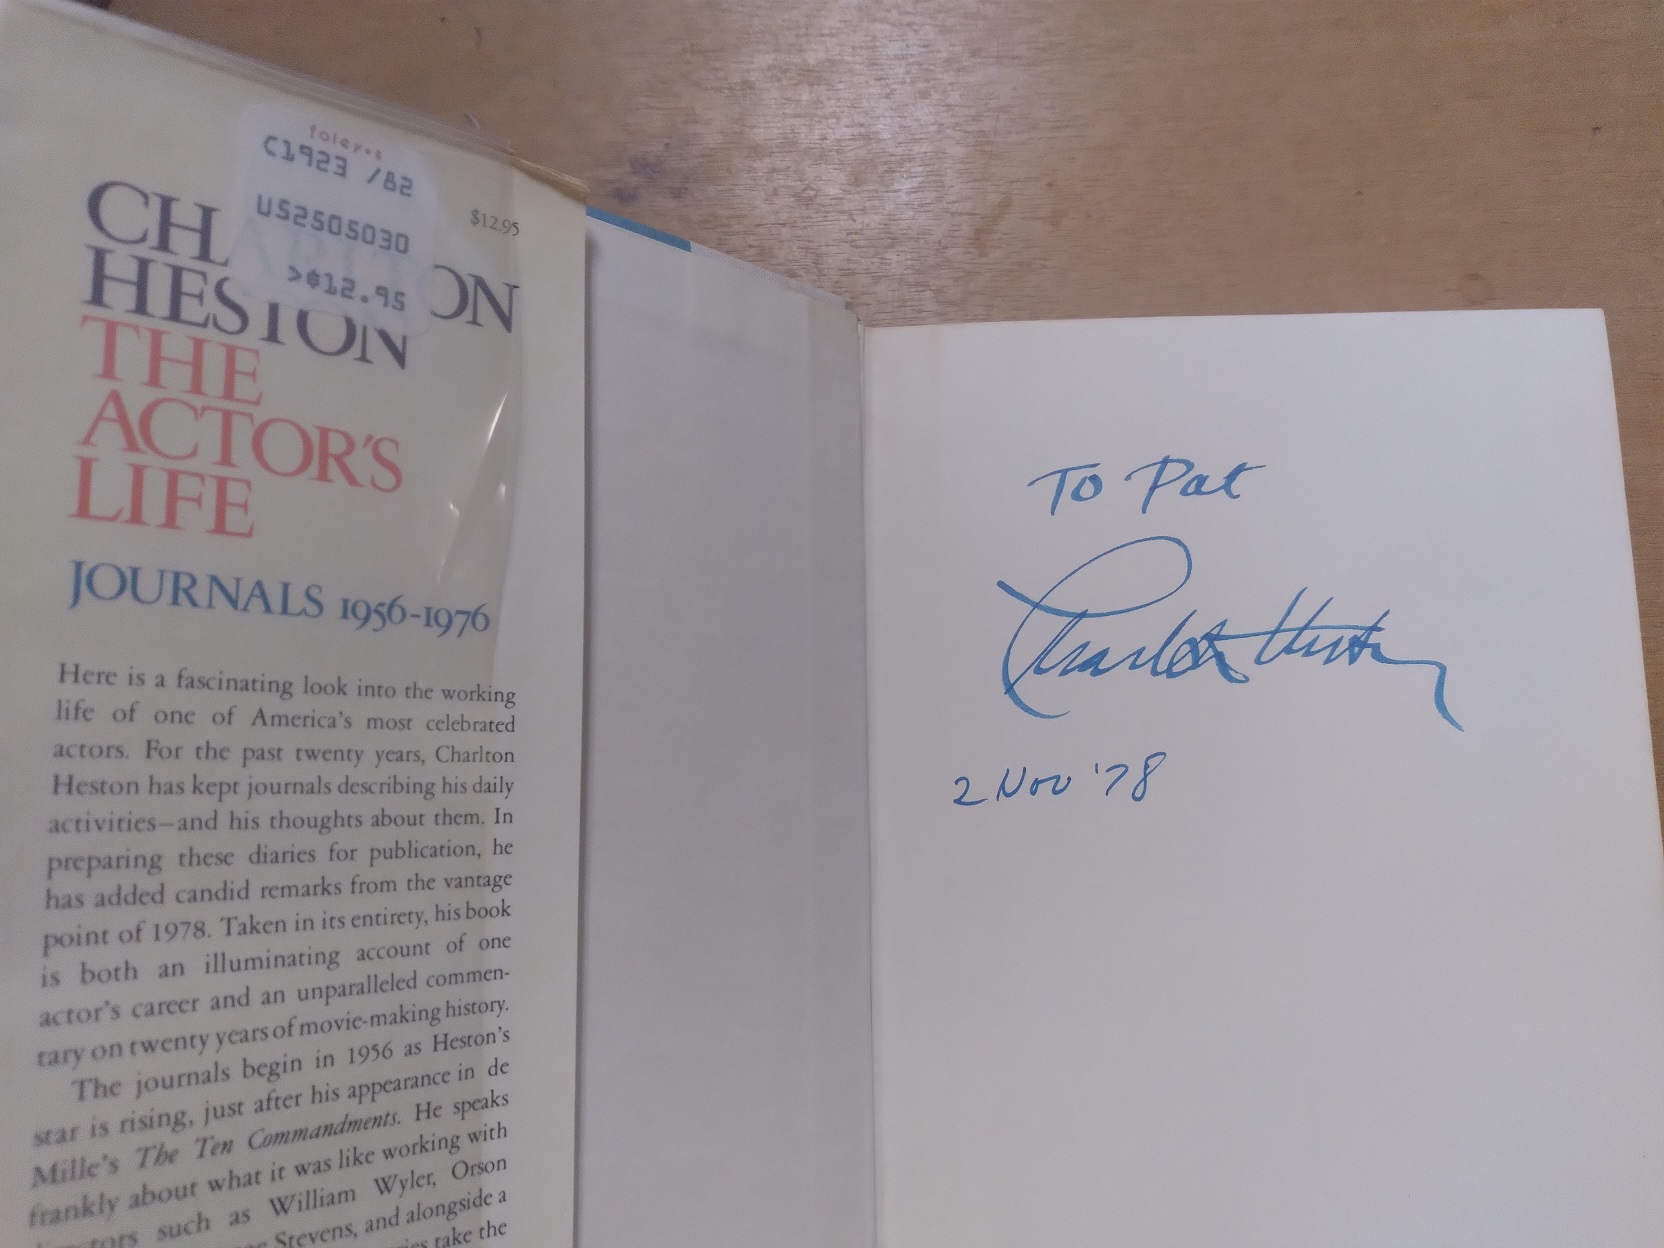 foley's
C1923 /82
U52505030
>$12.95
$12.95
CH ON
HESTON
THE
ACTOR'S
LIFE
JOURNALS 1956-1976
Here is a fascinating look into the working
life of one of America's most celebrated
actors. For the past twenty years, Charlton
Heston has kept journals describing his daily
activities—and his thoughts about them. In
preparing these diaries for publication, he
has added candid remarks from the vantage
point of 1978. Taken in its entirety, his book
is both an illuminating account of one
actor's career and an unparalleled commen-
tary on twenty years of movie-making history.
The journals begin in 1956 as Heston's
star is rising, just after his appearance in de
Mille's The Ten Commandments. He speaks
frankly about what it was like working with
directors such as William Wyler, Orson
Stevens, and alongside a
take the
To Pat
Charlton Heston
2 Nov '78